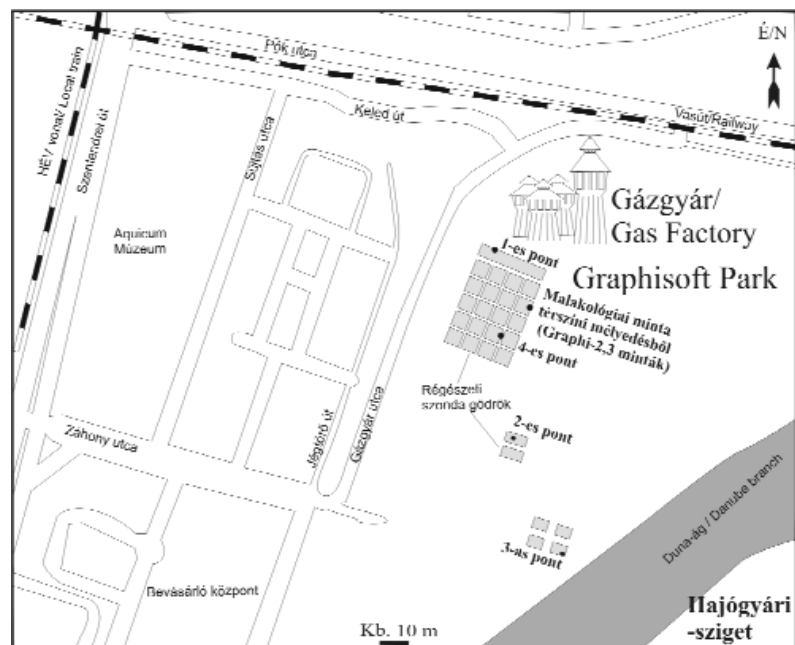 Pók utca
É/N
HÉV vonal/ Local train
Szentendrei út
Sujtás utca
Keled út
Vasút/Railway
Aquicum
Múzeum
Gázgyár/
Gas Factory
1-es pont
Graphisoft Park
Malakológiai minta
térszíni mélyedésből
(Graphi-2,3 minták)
4-es pont
Régészeti
szonda gödrök
2-es pont
Záhony utca
Jégtörő út
Gázgyár utca
3-as pont
Duna-ág / Danube branch
Bevásárló központ
Kb. 10 m
Hajógyári
-sziget